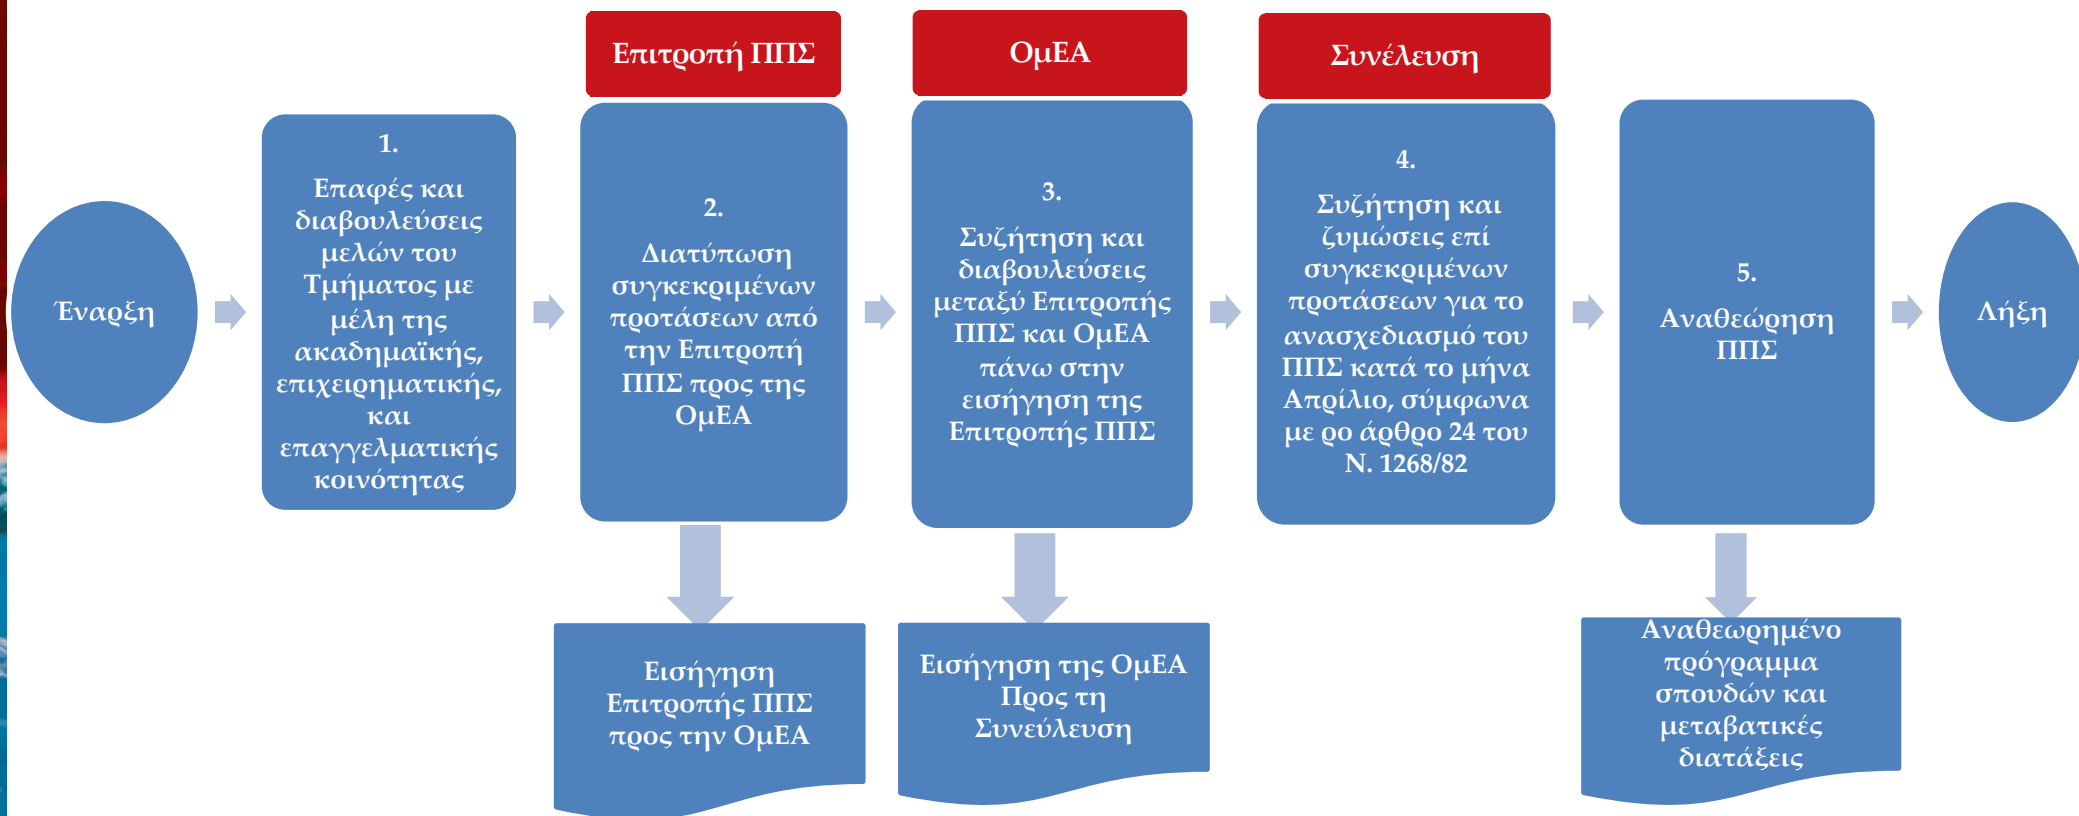 Επιτροπή ΠΠΣ
ΟμΕΑ
Συνέλευση
Έναρξη
1.
Επαφές και
διαβουλεύσεις
μελών του
Τμήματος με
μέλη της
ακαδημαϊκής,
επιχειρηματικής,
και
επαγγελματικής
κοινότητας
2.
Διατύπωση
συγκεκριμένων
προτάσεων από
την Επιτροπή
ΠΠΣ προς της
ΟμΕΑ
3.
Συζήτηση και
διαβουλεύσεις
μεταξύ Επιτροπής
ΠΠΣ και ΟμΕΑ
πάνω στην
εισήγηση της
Επιτροπής ΠΠΣ
4.
Συζήτηση και
ζυμώσεις επί
συγκεκριμένων
προτάσεων για το
ανασχεδιασμό του
ΠΠΣ κατά το μήνα
Απρίλιο, σύμφωνα
με ρο άρθρο 24 του
Ν. 1268/82
5.
Αναθεώρηση
ΠΠΣ
Λήξη
Εισήγηση
Επιτροπής ΠΠΣ
προς την ΟμΕΑ
Εισήγηση της ΟμΕΑ
Προς τη
Συνεύλευση
Αναθεωρημένο
πρόγραμμα
σπουδών και
μεταβατικές
διατάξεις